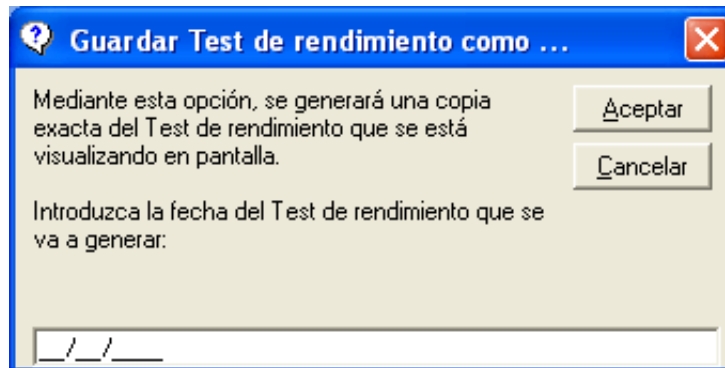 Guardar Test de rendimiento como ...
Mediante esta opción, se generará una copia
exacta del Test de rendimiento que se está
visualizando en pantalla.
Aceptar
Cancelar
Introduzca la fecha del Test de rendimiento que se
va a generar:
__/__/____